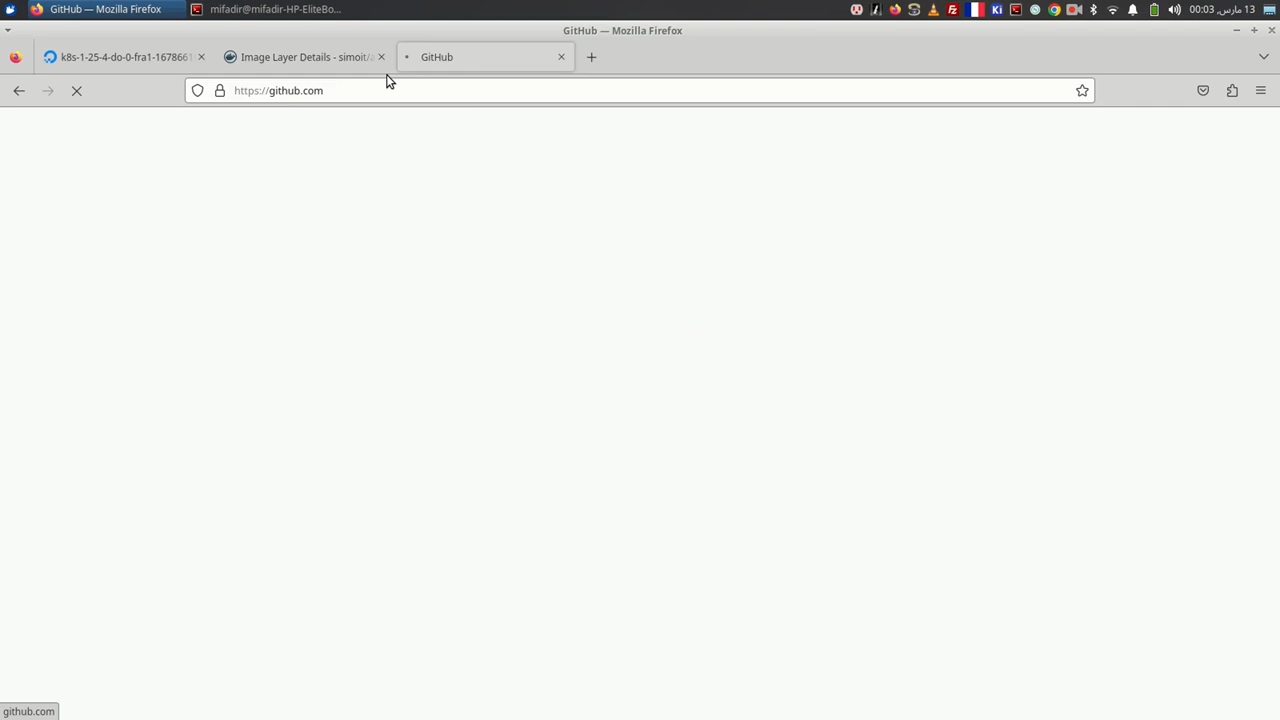 GitHub — Mozilla Firefox
mifadir@mifadir-HP-EliteBo...
Ki
00:03 ,مارس 13
GitHub — Mozilla Firefox
k8s-1-25-4-do-0-fra1-1678661
Image Layer Details - simoit/a
GitHub
https://github.com
github.com